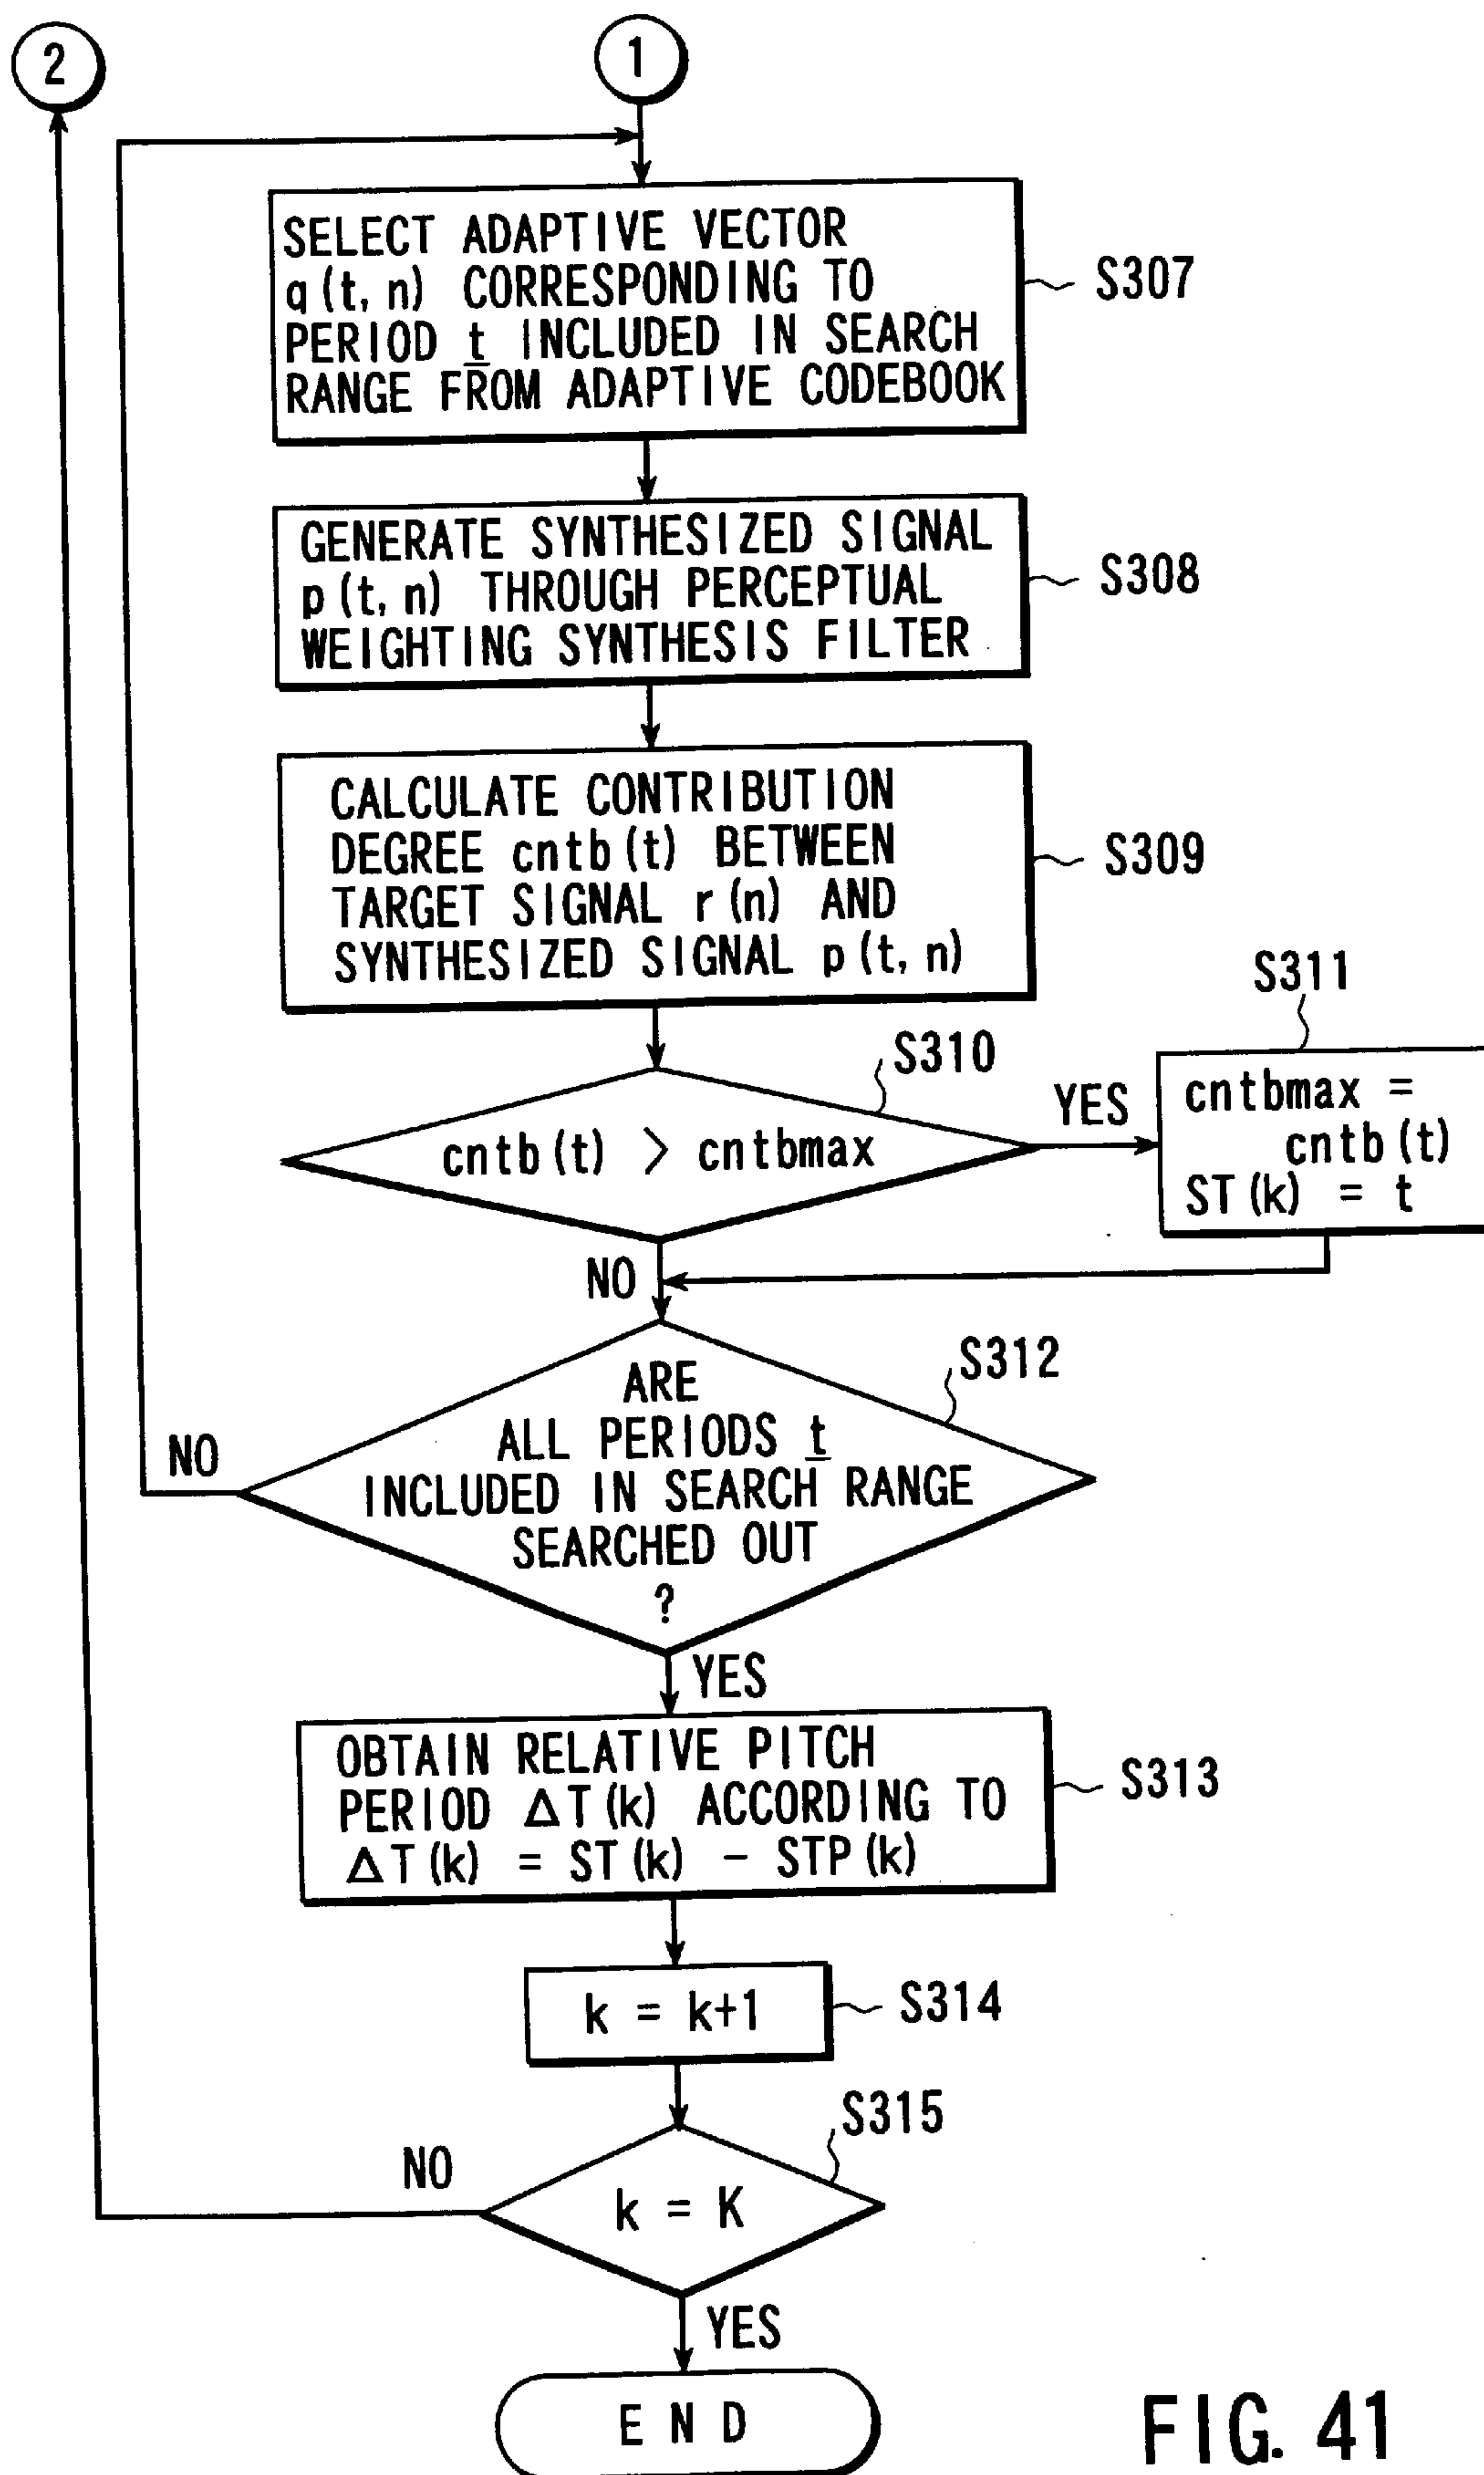 2
1
SELECT ADAPTIVE VECTOR
q(t, n) CORRESPONDING TO
PERIOD t INCLUDED IN SEARCH
RANGE FROM ADAPTIVE CODEBOOK
S307
GENERATE SYNTHESIZED SIGNAL
p(t, n) THROUGH PERCEPTUAL
WEIGHTING SYNTHESIS FILTER
S308
CALCULATE CONTRIBUTION
DEGREE cntb(t) BETWEEN
TARGET SIGNAL r(n) AND
SYNTHESIZED SIGNAL p(t, n)
S309
S310
cntb(t) > cntbmax
YES
S311
cntbmax =
cntb(t)
ST(k) = t
NO
S312
ARE
ALL PERIODS t
INCLUDED IN SEARCH RANGE
SEARCHED OUT
?
NO
YES
OBTAIN RELATIVE PITCH
PERIOD ΔT(k) ACCORDING TO
ΔT(k) = ST(k) - STP(k)
S313
k = k+1
S314
S315
k = K
NO
YES
END
FIG. 41